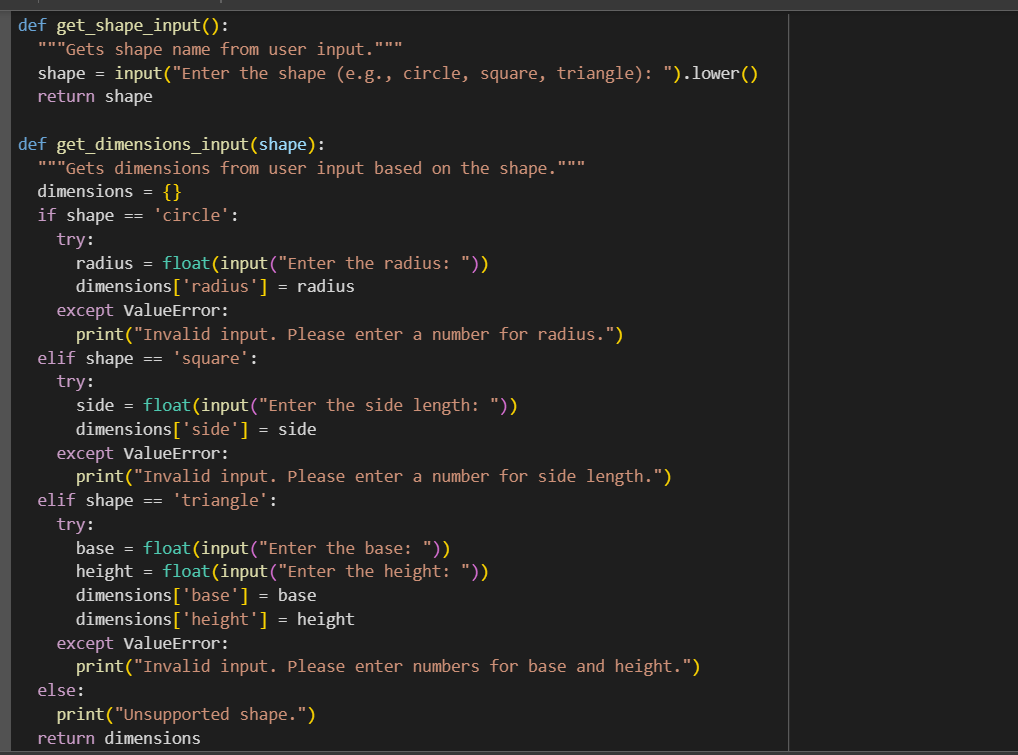 def get_shape_input():
  """Gets shape name from user input."""
  shape = input("Enter the shape (e.g., circle, square, triangle): ").lower()
  return shape

def get_dimensions_input(shape):
  """Gets dimensions from user input based on the shape."""
  dimensions = {}
  if shape == 'circle':
    try:
      radius = float(input("Enter the radius: "))
      dimensions['radius'] = radius
    except ValueError:
      print("Invalid input. Please enter a number for radius.")
  elif shape == 'square':
    try:
      side = float(input("Enter the side length: "))
      dimensions['side'] = side
    except ValueError:
      print("Invalid input. Please enter a number for side length.")
  elif shape == 'triangle':
    try:
      base = float(input("Enter the base: "))
      height = float(input("Enter the height: "))
      dimensions['base'] = base
      dimensions['height'] = height
    except ValueError:
      print("Invalid input. Please enter numbers for base and height.")
  else:
    print("Unsupported shape.")
  return dimensions